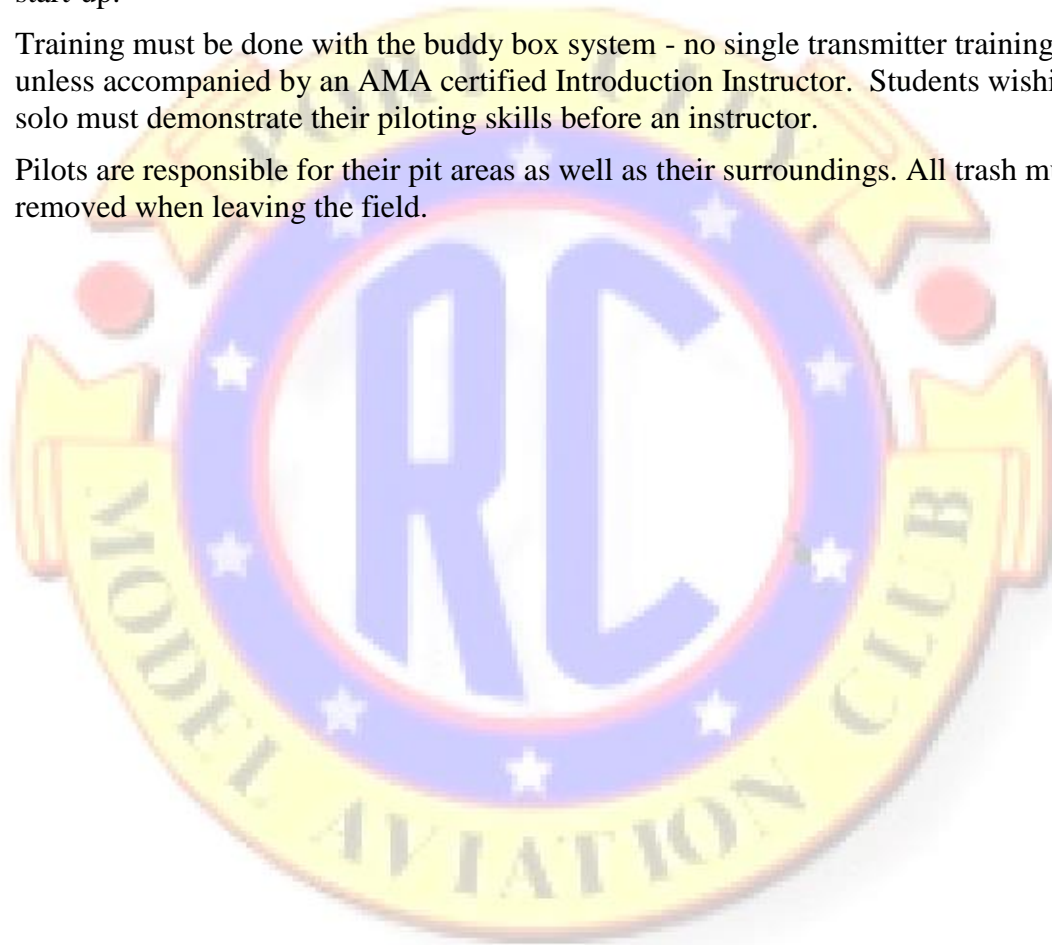 start-up.
Training must be done with the buddy box system - no single transmitter training
unless accompanied by an AMA certified Introduction Instructor. Students wishi
solo must demonstrate their piloting skills before an instructor.
Pilots are responsible for their pit areas as well as their surroundings. All trash mu
removed when leaving the field.
PORT CITY
RC
MODEL AVIATION CLUB